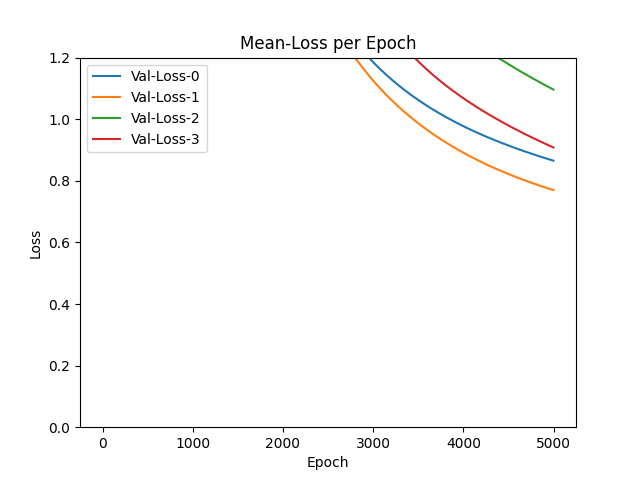 Mean-Loss per Epoch
Val-Loss-0
Val-Loss-1
Val-Loss-2
Val-Loss-3
1.2
1.0
0.8
0.6
0.4
0.2
0.0
Loss
0 1000 2000 3000 4000 5000
Epoch